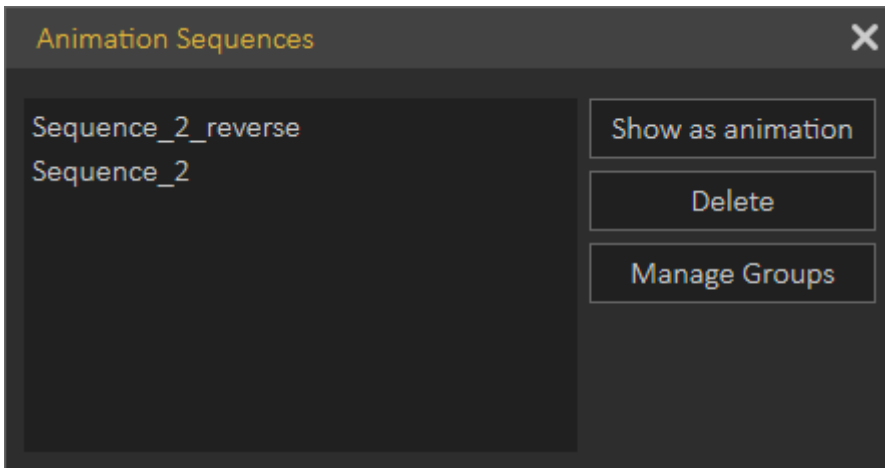 Animation Sequences
Sequence_2_reverse
Sequence_2
Show as animation
Delete
Manage Groups